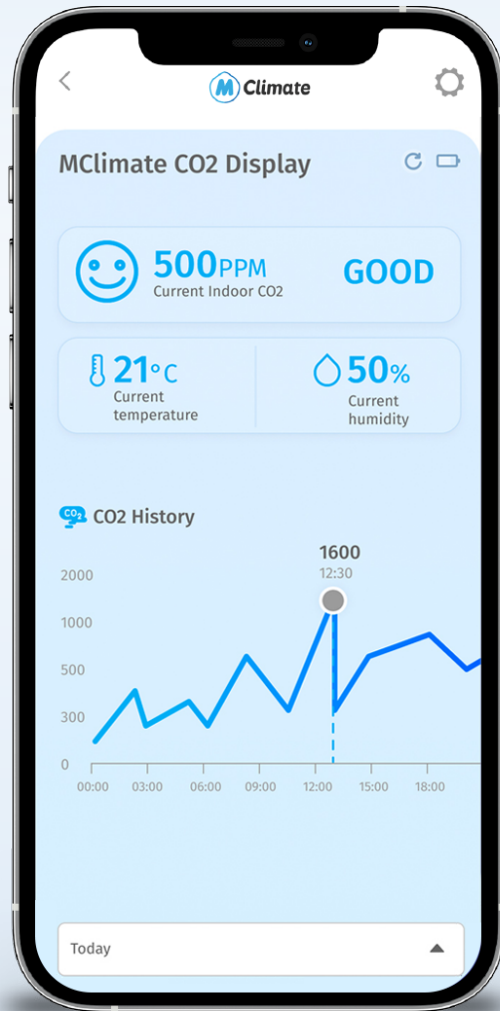 M Climate
MClimate CO2 Display
500PPM
Current Indoor CO2
GOOD
21°C
Current
temperature
50%
Current
humidity
CO₂
CO2 History
1600
12:30
2000
1000
500
300
0
00:00 03:00 06:00 09:00 12:00 15:00 18:00
Today